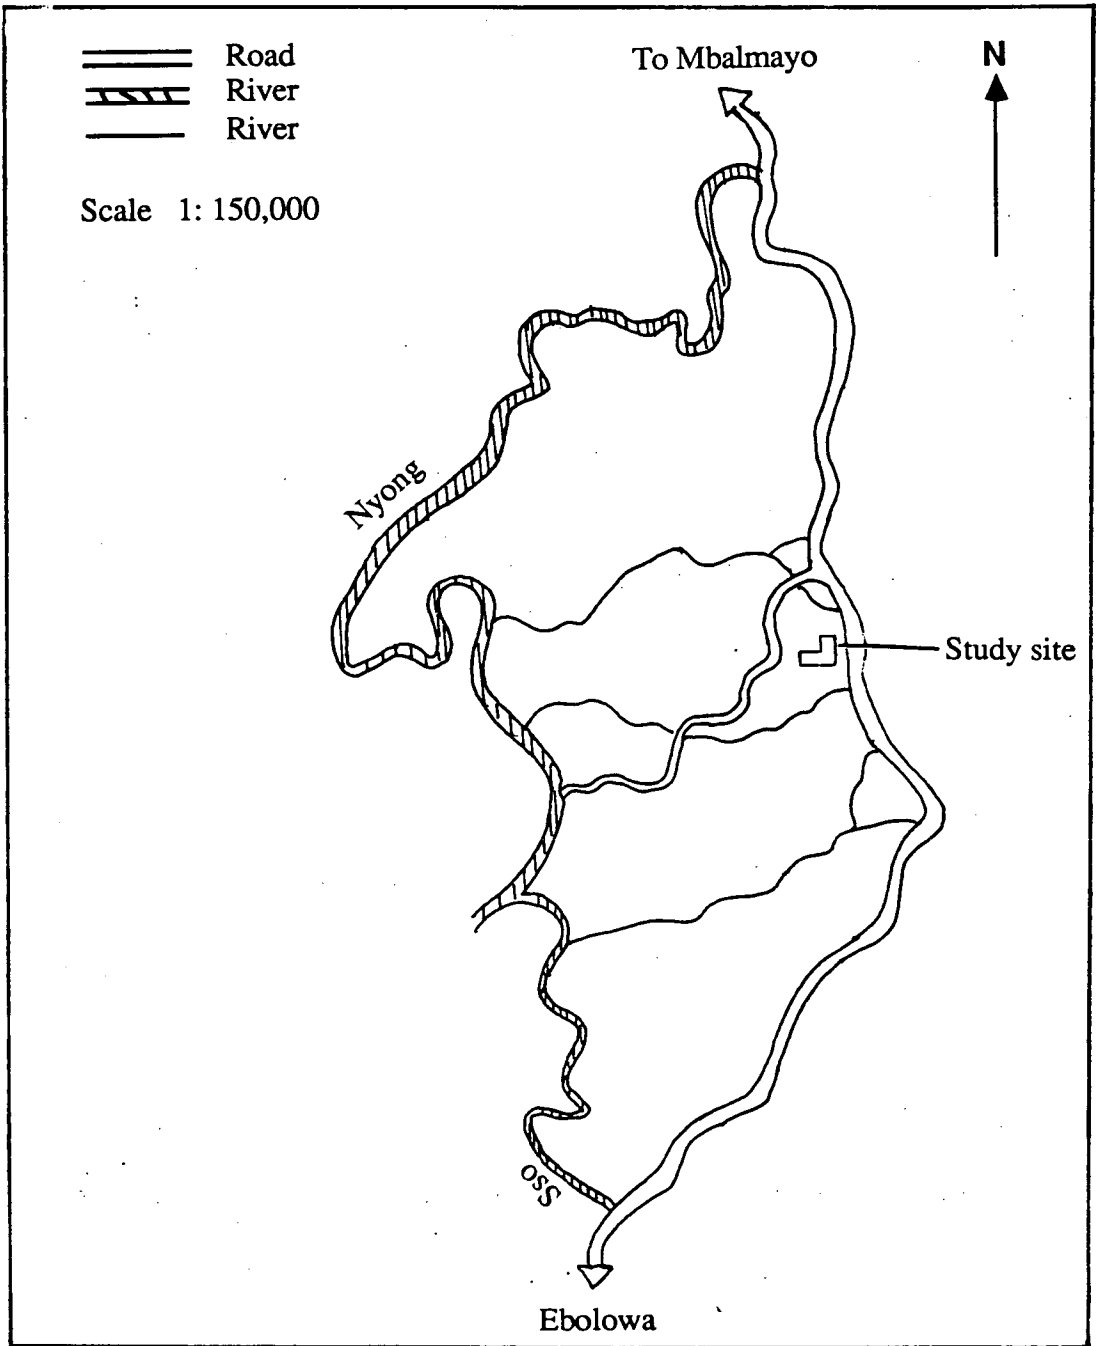 Road
River
River
Scale 1: 150,000
To Mbalmayo
N
Nyong
Study site
Sso
Ebolowa